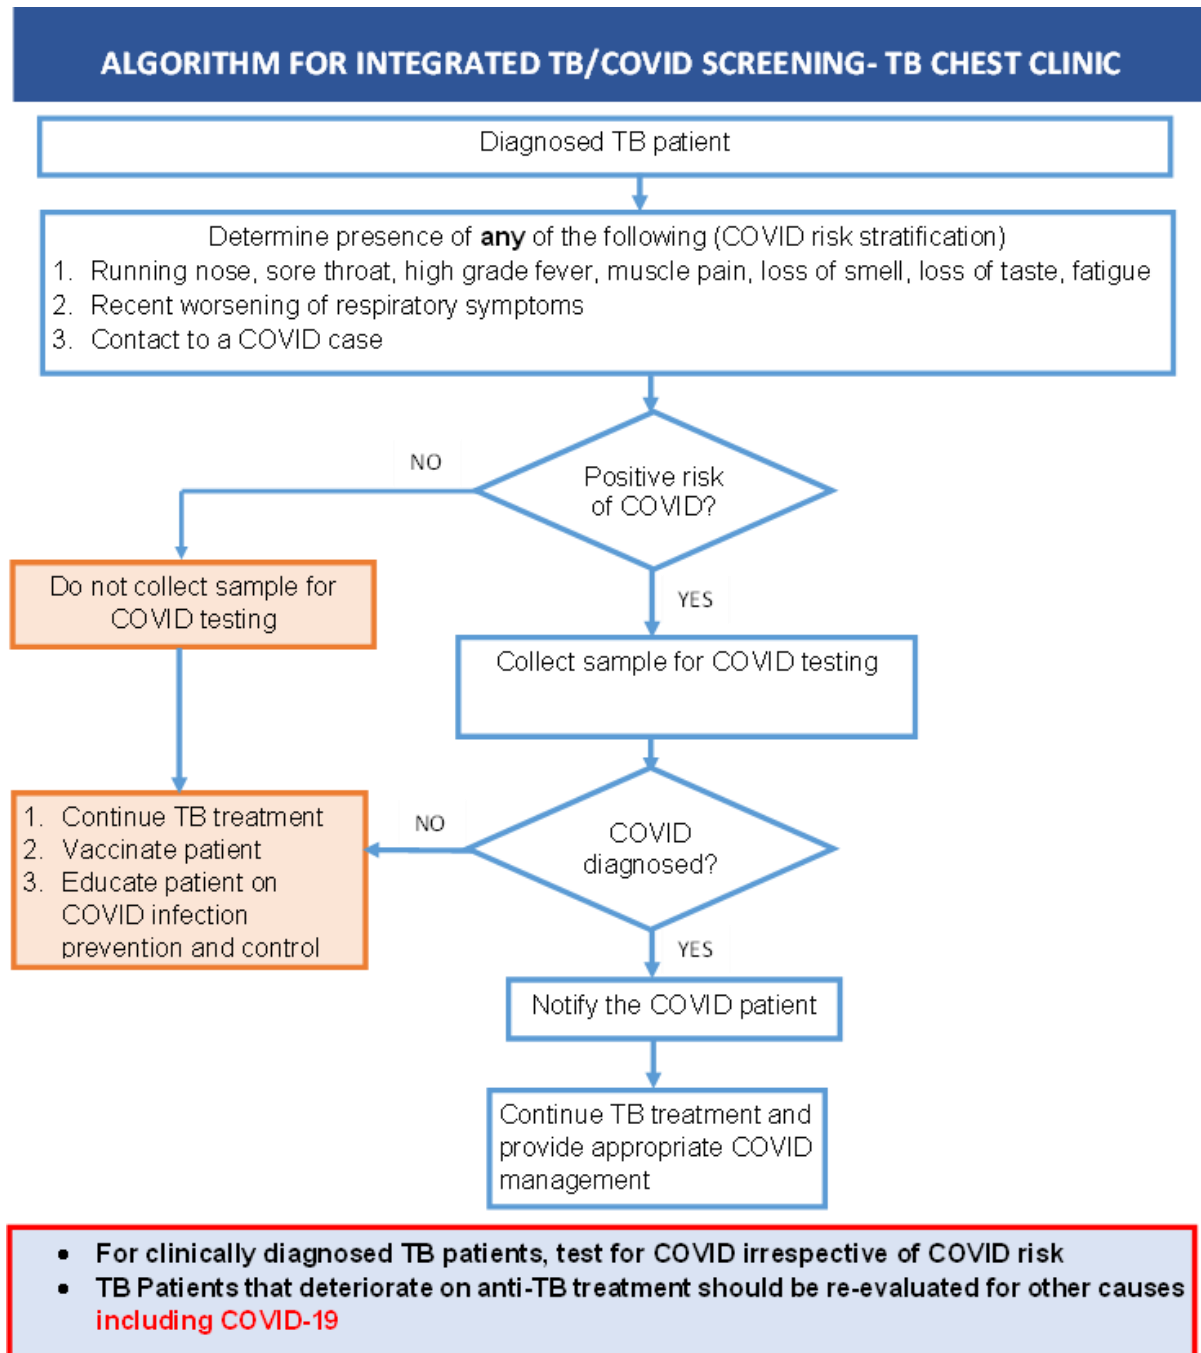 ALGORITHM FOR INTEGRATED TB/COVID SCREENING- TB CHEST CLINIC
Diagnosed TB patient
Determine presence of any of the following (COVID risk stratification)
1. Running nose, sore throat, high grade fever, muscle pain, loss of smell, loss of taste, fatigue
2. Recent worsening of respiratory symptoms
3. Contact to a COVID case
Positive risk
of COVID?
NO
YES
Do not collect sample for
COVID testing
Collect sample for COVID testing
COVID
diagnosed?
NO
YES
1. Continue TB treatment
2. Vaccinate patient
3. Educate patient on
COVID infection
prevention and control
Notify the COVID patient
Continue TB treatment and
provide appropriate COVID
management
• For clinically diagnosed TB patients, test for COVID irrespective of COVID risk
• TB Patients that deteriorate on anti-TB treatment should be re-evaluated for other causes
including COVID-19